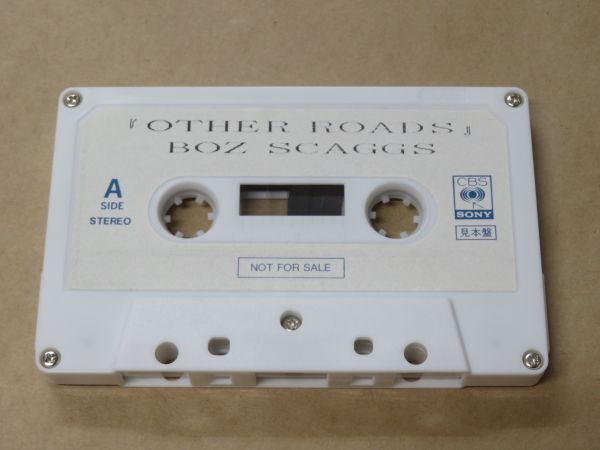 『OTHER ROADS』
BOZ SCAGGS
A
SIDE
STEREO
CBS
SONY
見本盤
NOT FOR SALE